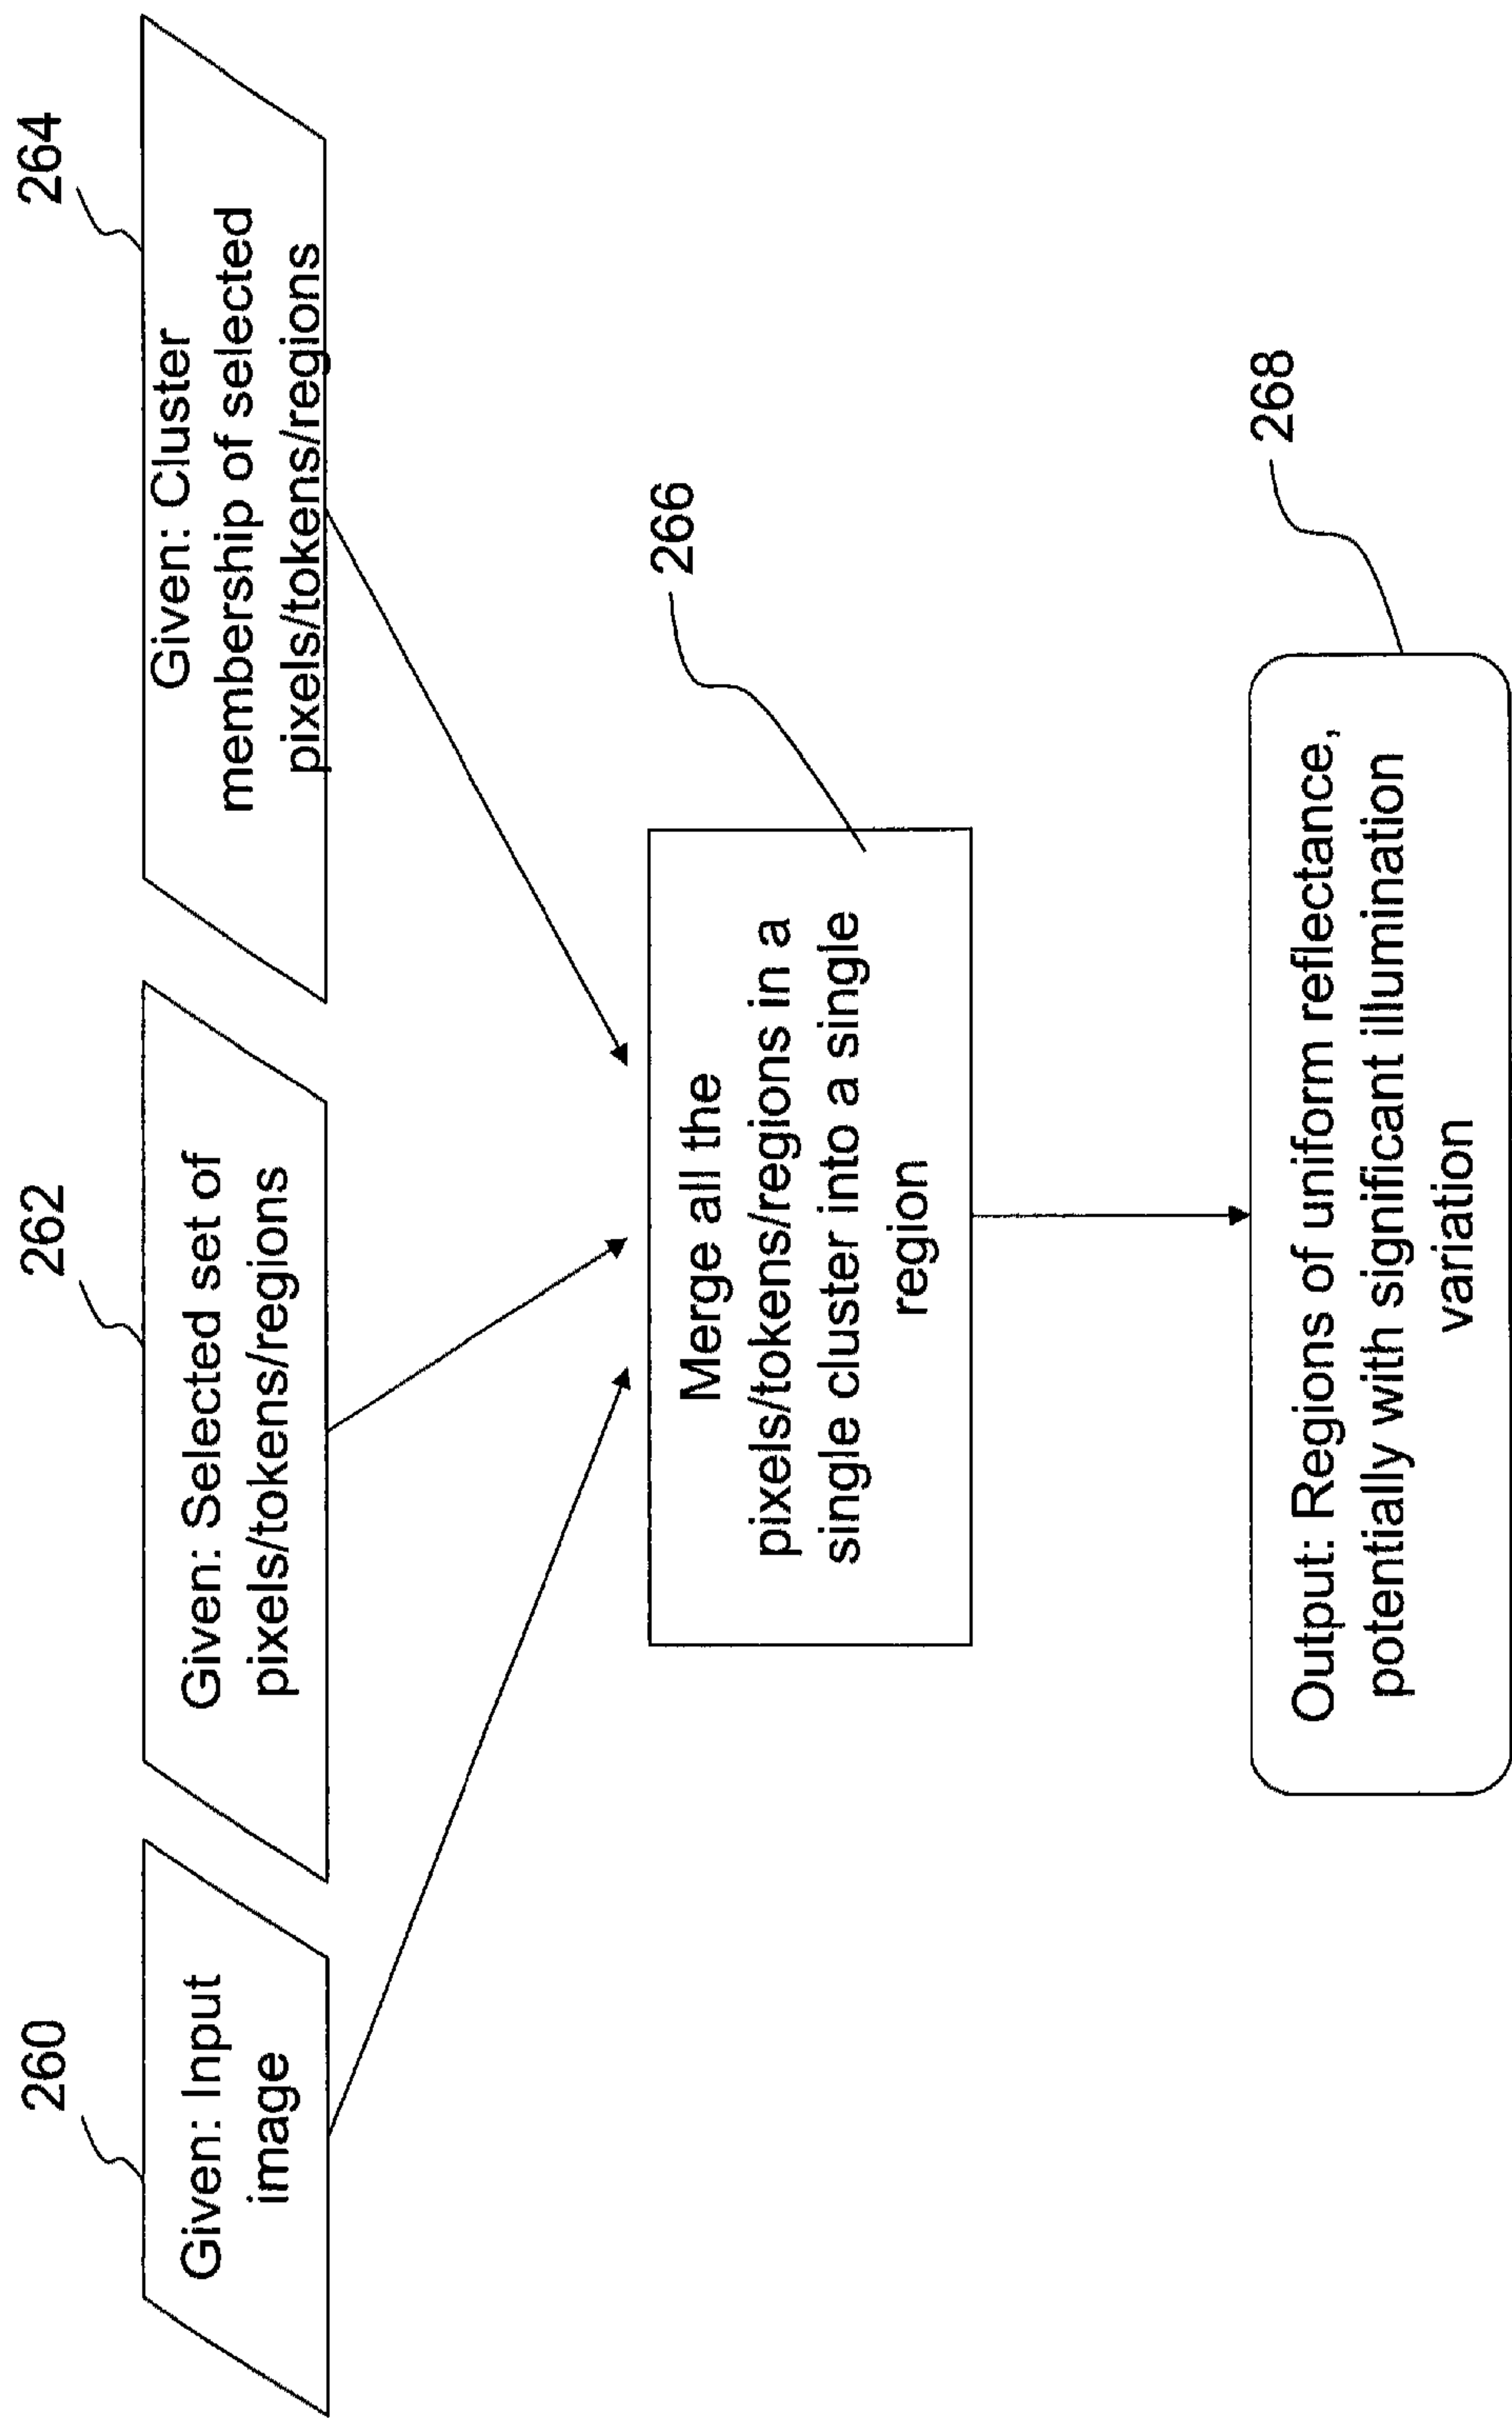 260
Given: Input
image
262
Given: Selected set of
pixels/tokens/regions
264
Given: Cluster
membership of selected
pixels/tokens/regions
266
Merge all the
pixels/tokens/regions in a
single cluster into a single
region
268
Output: Regions of uniform reflectance,
potentially with significant illumination
variation